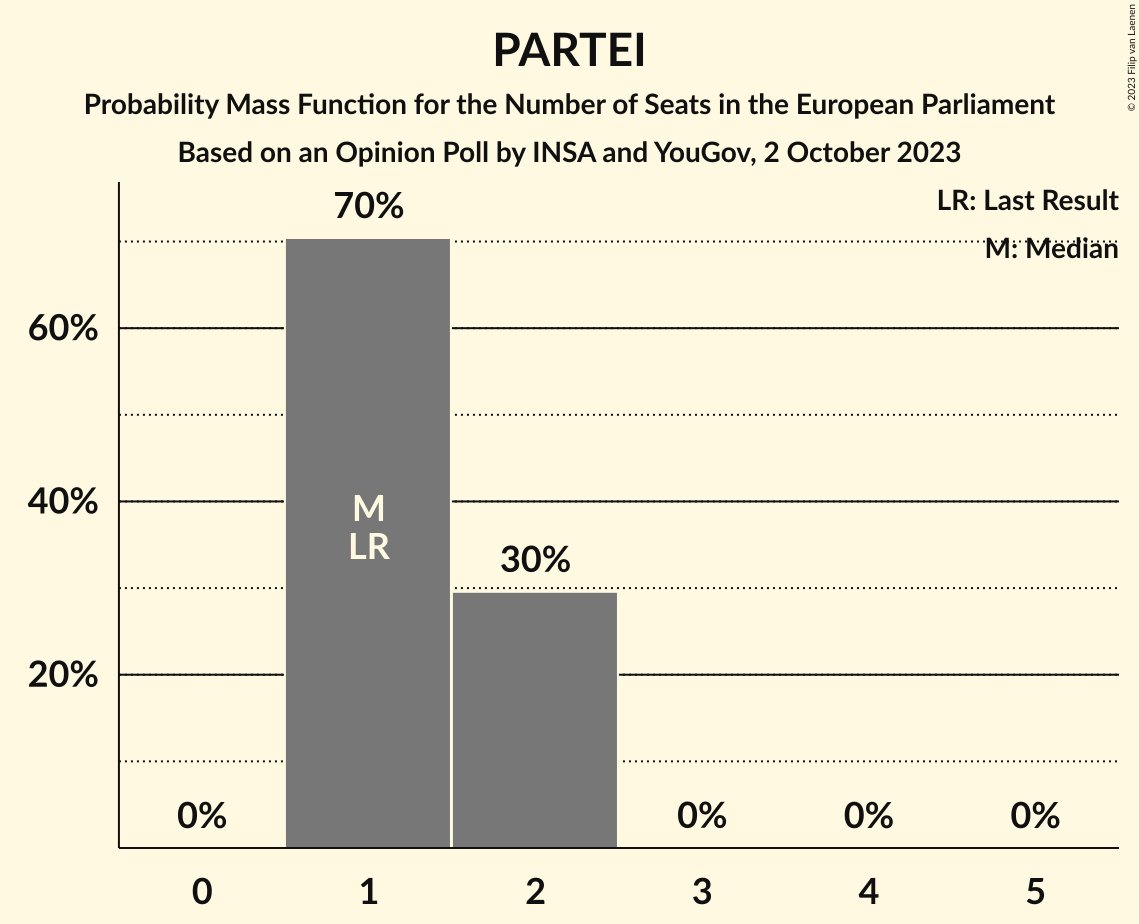 PARTEI
Probability Mass Function for the Number of Seats in the European Parliament
Based on an Opinion Poll by INSA and YouGov, 2 October 2023
© 2023 Filip van Laenen
LR: Last Result
M: Median
70%
60%
40%
M
LR
30%
20%
0%
0%
0%
0%
0
1
2
3
4
5